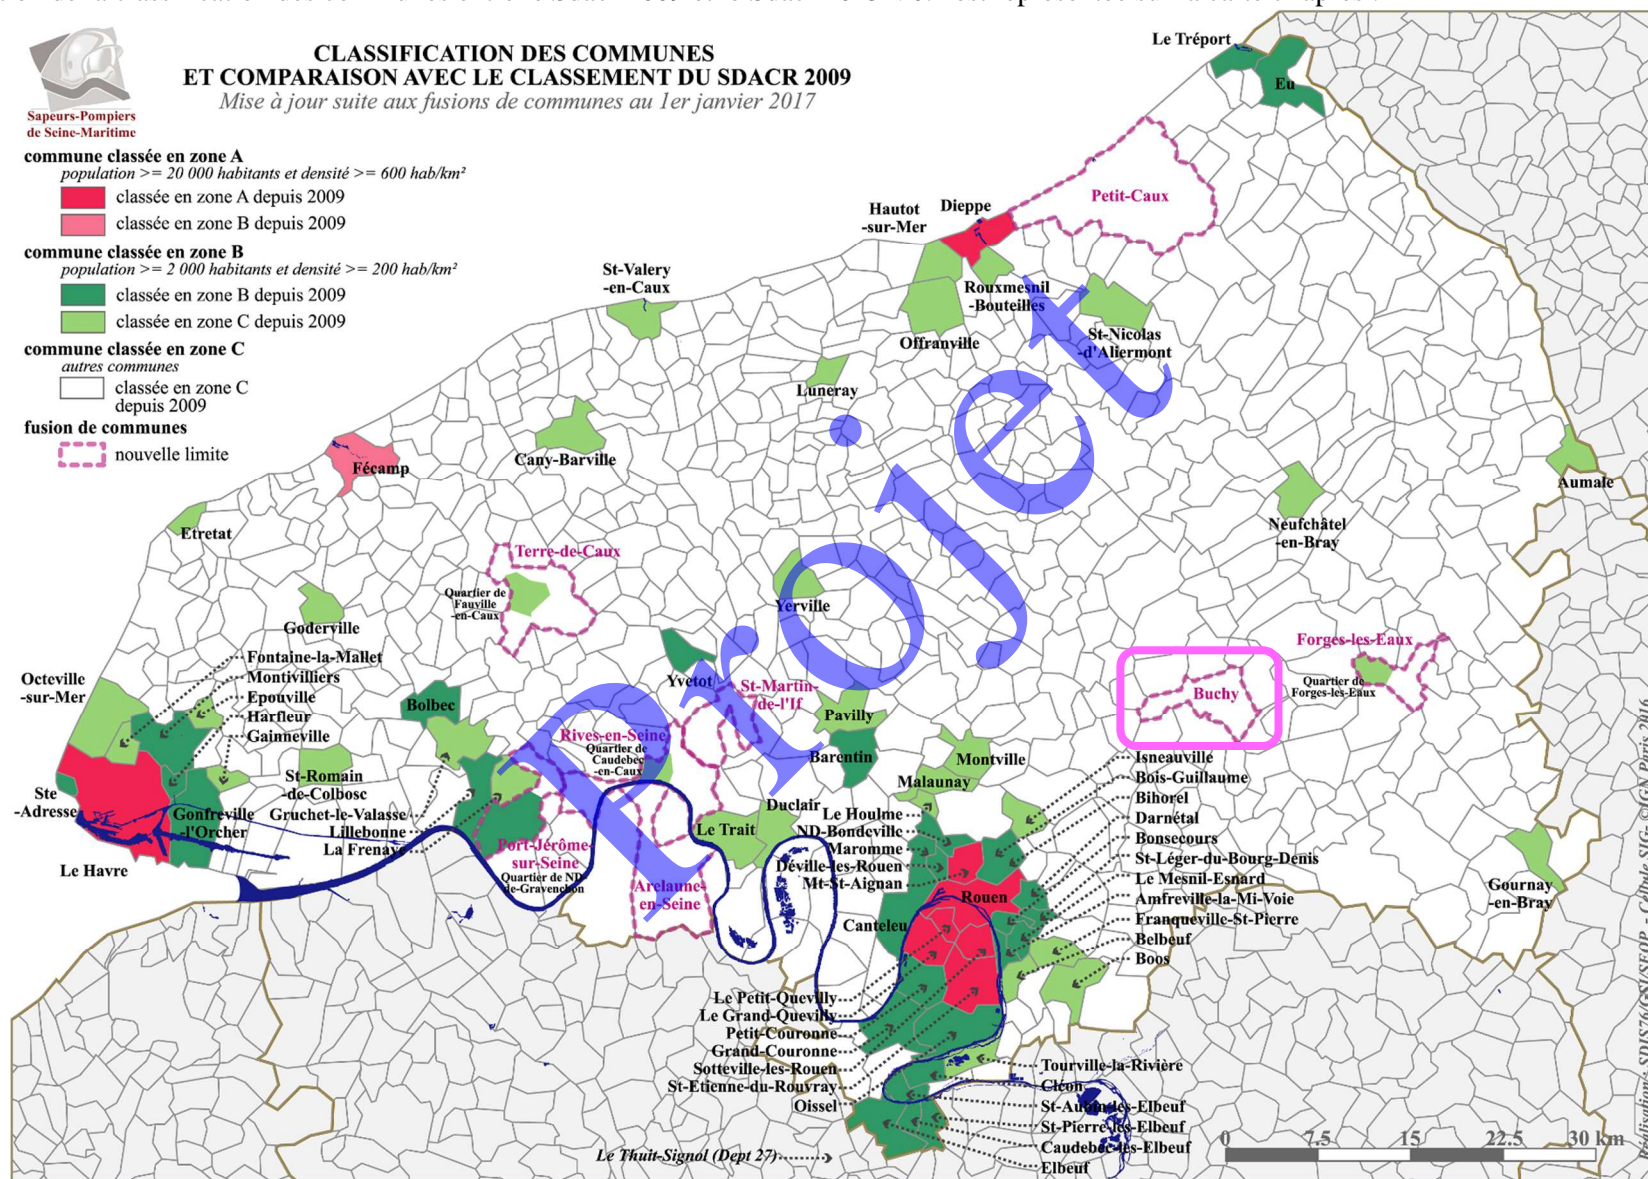 CLASSIFICATION DES COMMUNES
ET COMPARAISON AVEC LE CLASSEMENT DU SDACR 2009
Mise à jour suite aux fusions de communes au 1er janvier 2017
Sapeurs-Pompiers
de Seine-Maritime
commune classée en zone A
population >= 20 000 habitants et densité >= 600 hab/km²
classée en zone A depuis 2009
classée en zone B depuis 2009
commune classée en zone B
population >= 2 000 habitants et densité >= 200 hab/km²
classée en zone B depuis 2009
classée en zone C depuis 2009
commune classée en zone C
autres communes
classée en zone C
depuis 2009
fusion de communes
nouvelle limite
Le Tréport
Eu
Petit-Caux
Hautot
-sur-Mer
Dieppe
St-Valery
-en-Caux
Rouxmesnil
-Bouteilles
Offranville
St-Nicolas
-d'Aliermont
Luneray
Cany-Barville
Fécamp
Aumale
Neufchâtel
-en-Bray
Etretat
Terre-de-Caux
Quartier de
Fauville
-en-Caux
Yerville
Goderville
Forges-les-Eaux
Quartier de
Forges-les-Eaux
Buchy
Fontaine-la-Mallet
Montivilliers
Epouville
Harfleur
Gainneville
Octeville
-sur-Mer
Bolbec
Yvetot
St-Martin-
de-l'If
Rives-en-Seine
Quartier de
Caudebec
-en-Caux
Pavilly
Barentin
Montville
Malaunay
St-Romain
-de-Colbosc
Ste
-Adresse
Gonfreville
-l'Orcher
Le Havre
Gruchet-le-Valasse
Lillebonne
La Frenaye
Port-Jérôme-
sur-Seine
Quartier de ND
-de-Gravenchon
Arelaune-
en-Seine
Le Trait
Duclair
Le Houlme
ND-Bondeville
Maromme
Déville-les-Rouen
Mt-St-Aignan
Canteleu
Rouen
Isneauville
Bois-Guillaume
Bihorel
Darnétal
Bonsecours
St-Léger-du-Bourg-Denis
Le Mesnil-Esnard
Amfreville-la-Mi-Voie
Franqueville-St-Pierre
Belbeuf
Boos
Gournay
-en-Bray
Le Petit-Quevilly
Le Grand-Quevilly
Petit-Couronne
Grand-Couronne
Sotteville-les-Rouen
St-Etienne-du-Rouvray
Oissel
Tourville-la-Rivière
Cléon
St-Aubin-les-Elbeuf
St-Pierre-les-Elbeuf
Caudebec-les-Elbeuf
Elbeuf
Le Thuit-Signol (Dept 27)
0 7.5 15 22.5 30 km
Projet